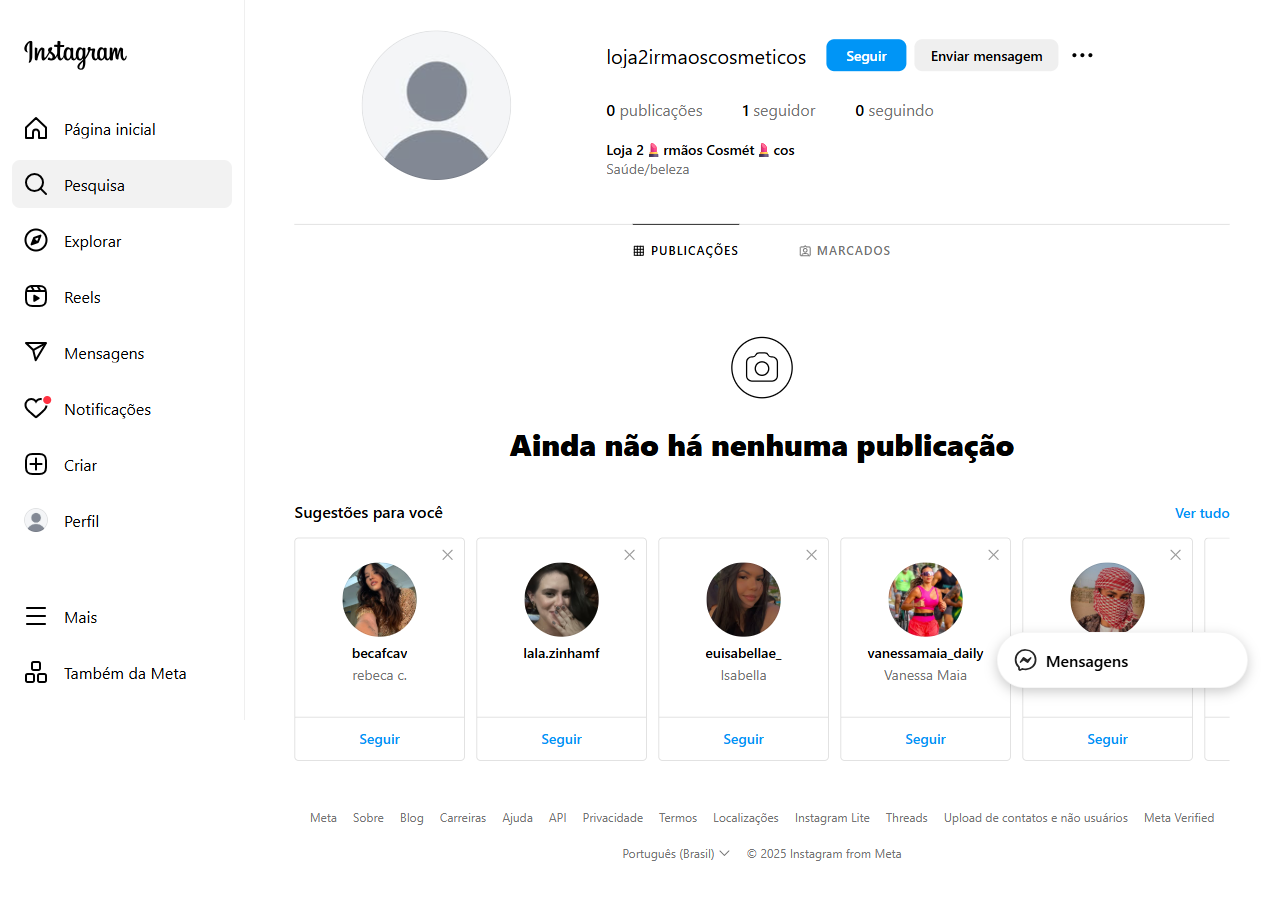 Instagram
Página inicial
Pesquisa
Explorar
Reels
Mensagens
Notificações
Criar
Perfil
Mais
Também da Meta
loja2irmaoscosmeticos
Seguir
Enviar mensagem
0 publicações 1 seguidor 0 seguindo
Loja 2💄rmãos Cosmét💄cos
Saúde/beleza
PUBLICAÇÕES
MARCADOS
Ainda não há nenhuma publicação
Sugestões para você
Ver tudo
becafcav
rebeca c.
Seguir
lala.zinhamf
Seguir
euisabellae_
Isabella
Seguir
vanessamaia_daily
Vanessa Maia
Seguir
Seguir
Mensagens
Meta Sobre Blog Carreiras Ajuda API Privacidade Termos Localizações Instagram Lite Threads Upload de contatos e não usuários Meta Verified
Português (Brasil) © 2025 Instagram from Meta